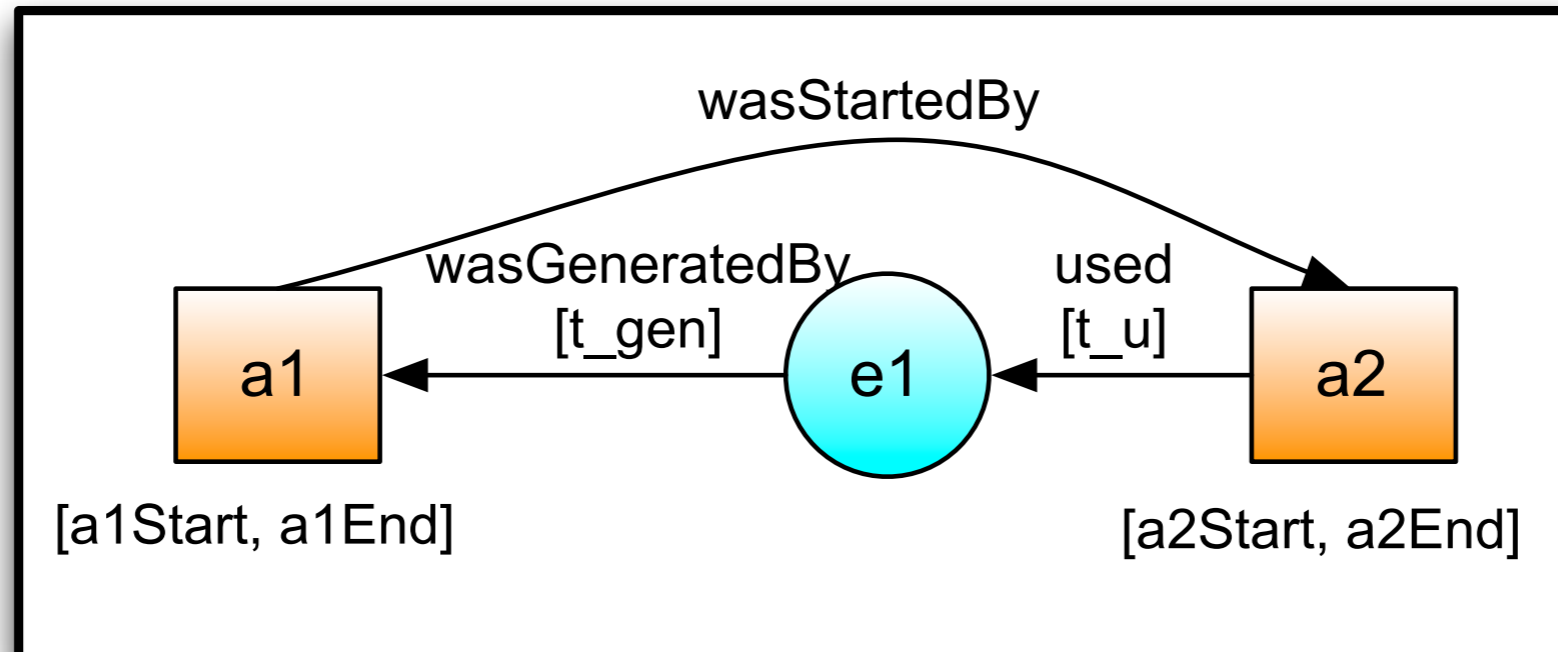 wasStartedBy
wasGeneratedBy
[t_gen]
used
[t_u]
a1
e1
a2
[a1Start, a1End]
[a2Start, a2End]